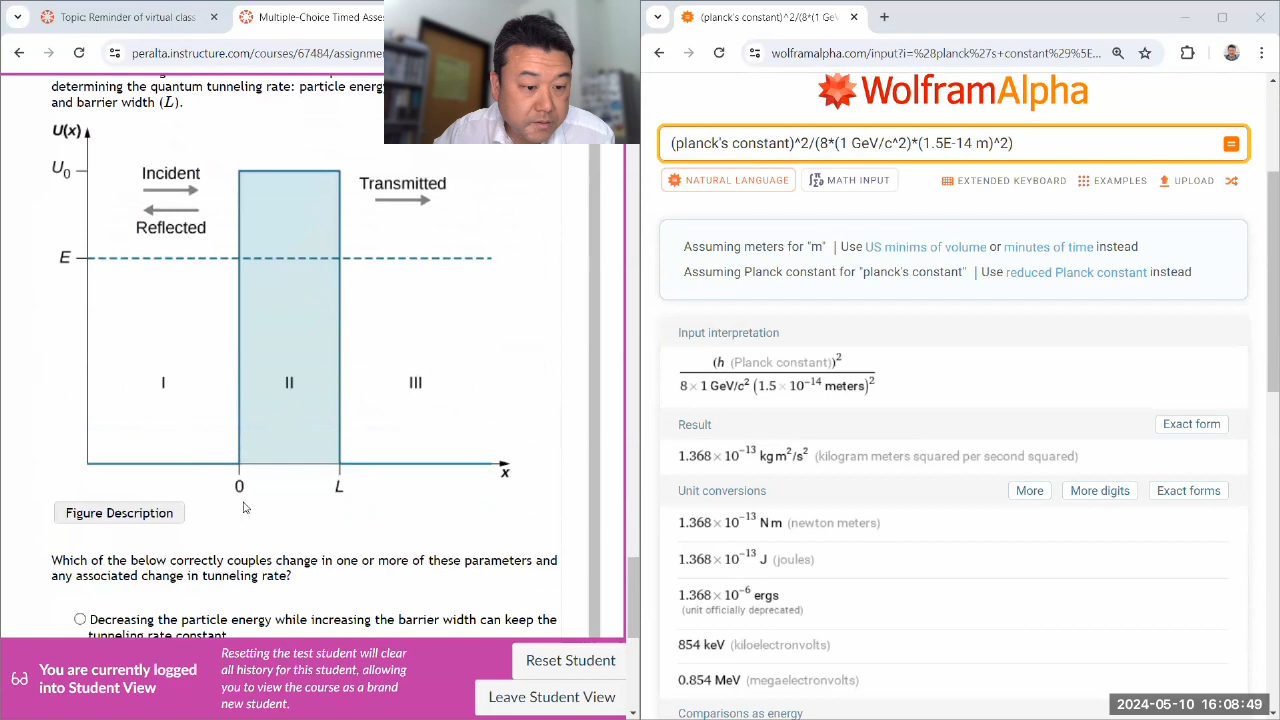 Topic: Reminder of virtual class
Multiple-Choice Timed Asses
peralta.instructure.com/courses/67484/assignme
determining the quantum tunneling rate: particle energy
and barrier width (L).
U(x)
U0
Incident
Transmitted
Reflected
E
I
II
III
x
0
L
Figure Description
Which of the below correctly couples change in one or more of these parameters and
any associated change in tunneling rate?
Decreasing the particle energy while increasing the barrier width can keep the
tunneling rate constant
You are currently logged
into Student View
Resetting the test student will clear
all history for this student, allowing
you to view the course as a brand
new student.
Reset Student
Leave Student View
(planck's constant)^2/(8*(1 GeV
wolframalpha.com/input?i=%28planck%27s+constant%29%5E...
WolframAlpha
(planck's constant)^2/(8*(1 GeV/c^2)*(1.5E-14 m)^2)
NATURAL LANGUAGE
MATH INPUT
EXTENDED KEYBOARD
EXAMPLES
UPLOAD
Assuming meters for "m" | Use US minims of volume or minutes of time instead
Assuming Planck constant for "planck's constant" | Use reduced Planck constant instead
Input interpretation
(h (Planck constant))²
8 × 1 GeV/c² (1.5 × 10⁻¹⁴ meters)²
Result
Exact form
1.368 × 10⁻¹³ kg m²/s² (kilogram meters squared per second squared)
Unit conversions
More
More digits
Exact forms
1.368 × 10⁻¹³ N m (newton meters)
1.368 × 10⁻¹³ J (joules)
1.368 × 10⁻⁶ ergs
(unit officially deprecated)
854 keV (kiloelectronvolts)
0.854 MeV (megaelectronvolts)
Comparisons as energy
2024-05-10 16:08:49